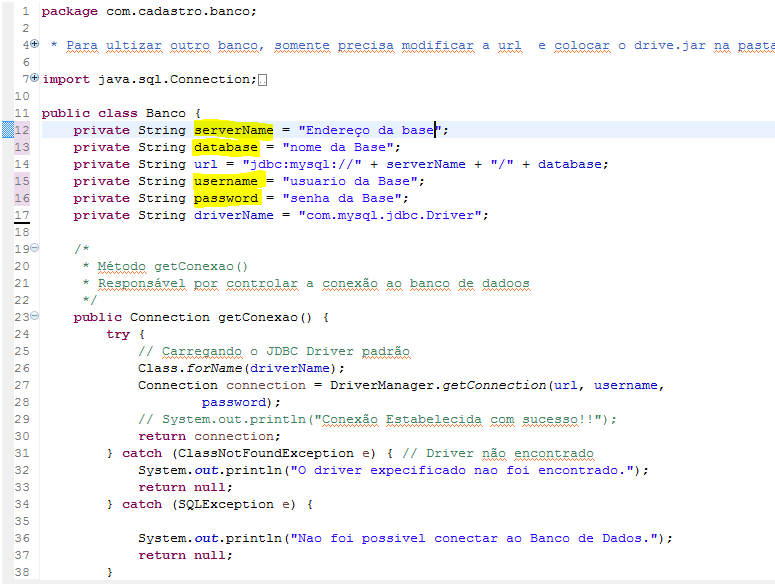 1 package com.cadastro.banco;
2
4 * Para ultizar outro banco, somente precisa modificar a url e colocar o drive.jar na pasta
6
7 import java.sql.Connection;
10
11 public class Banco {
12 private String serverName = "Endereço da base";
13 private String database = "nome da Base";
14 private String url = "jdbc:mysql://" + serverName + "/" + database;
15 private String username = "usuario da Base";
16 private String password = "senha da Base";
17 private String driverName = "com.mysql.jdbc.Driver";
18
19 /*
20 * Método getConexao()
21 * Responsável por controlar a conexão ao banco de dadoos
22 */
23 public Connection getConexao() {
24 try {
25 // Carregando o JDBC Driver padrão
26 Class.forName(driverName);
27 Connection connection = DriverManager.getConnection(url, username,
28 password);
29 // System.out.println("Conexão Estabelecida com sucesso!!");
30 return connection;
31 } catch (ClassNotFoundException e) { // Driver não encontrado
32 System.out.println("O driver expecificado nao foi encontrado.");
33 return null;
34 } catch (SQLException e) {
35
36 System.out.println("Nao foi possivel conectar ao Banco de Dados.");
37 return null;
38 }